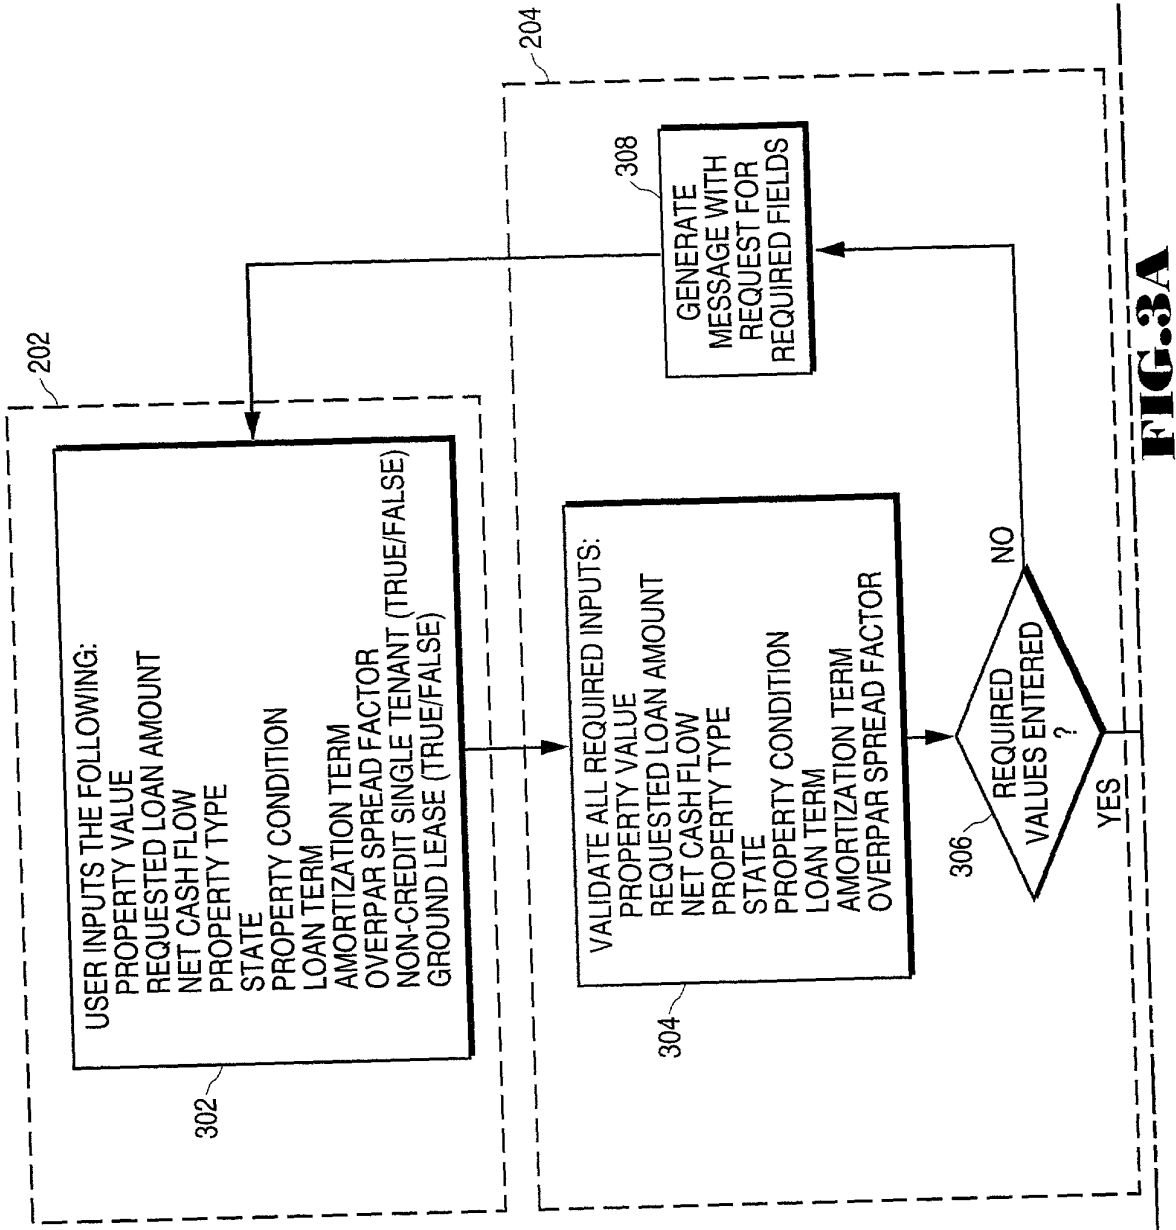 202
USER INPUTS THE FOLLOWING:
PROPERTY VALUE
REQUESTED LOAN AMOUNT
NET CASH FLOW
PROPERTY TYPE
STATE
PROPERTY CONDITION
LOAN TERM
AMORTIZATION TERM
OVERPAR SPREAD FACTOR
NON-CREDIT SINGLE TENANT (TRUE/FALSE)
GROUND LEASE (TRUE/FALSE)
302
204
VALIDATE ALL REQUIRED INPUTS:
PROPERTY VALUE
REQUESTED LOAN AMOUNT
NET CASH FLOW
PROPERTY TYPE
STATE
PROPERTY CONDITION
LOAN TERM
AMORTIZATION TERM
OVERPAR SPREAD FACTOR
304
308
GENERATE
MESSAGE WITH
REQUEST FOR
REQUIRED FIELDS
306
REQUIRED
VALUES ENTERED
?
NO
YES
FIG.3A